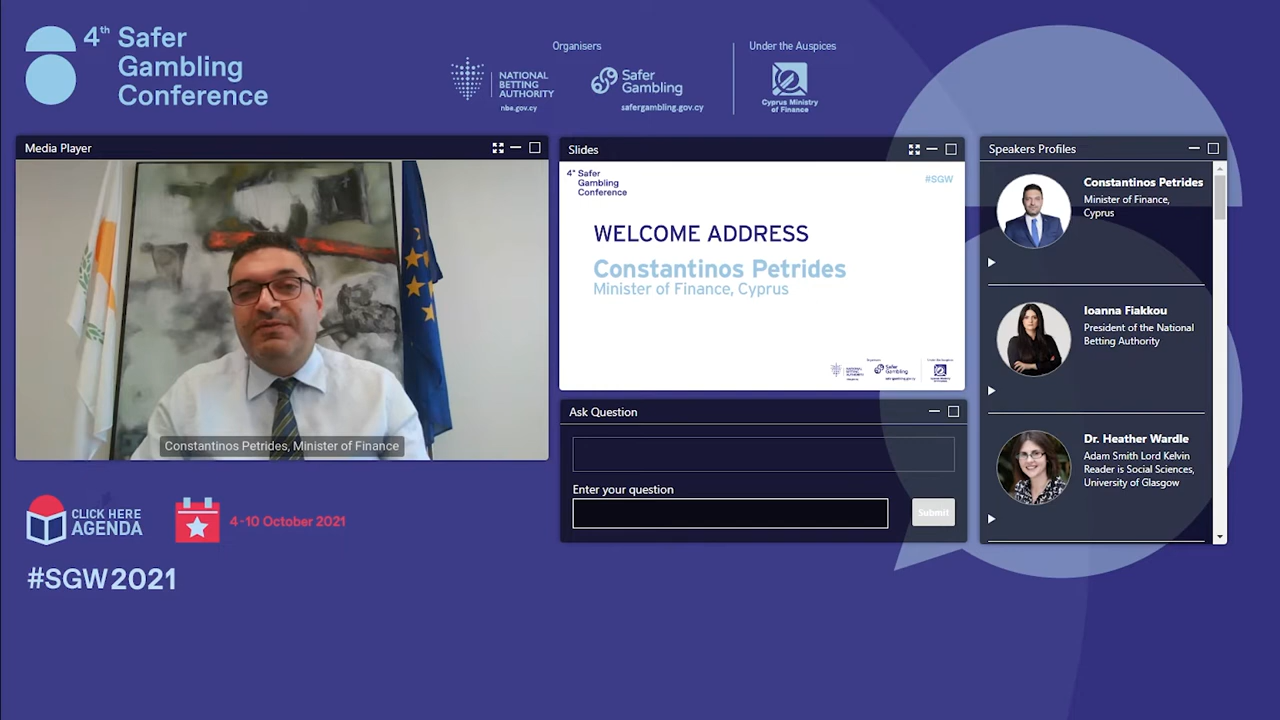 4th Safer
Gambling
Conference
Organisers
Under the Auspices
NATIONAL
BETTING
AUTHORITY
nba.gov.cy
Safer
Gambling
safergambling.gov.cy
Cyprus Ministry
of Finance
Media Player
Constantinos Petrides, Minister of Finance
Slides
4th Safer
Gambling
Conference
#SGW
WELCOME ADDRESS
Constantinos Petrides
Minister of Finance, Cyprus
Safer
Gambling
Ask Question
Enter your question
Submit
Speakers Profiles
Constantinos Petrides
Minister of Finance,
Cyprus
Ioanna Fiakkou
President of the National
Betting Authority
Dr. Heather Wardle
Adam Smith Lord Kelvin
Reader is Social Sciences,
University of Glasgow
CLICK HERE
AGENDA
4-10 October 2021
#SGW2021